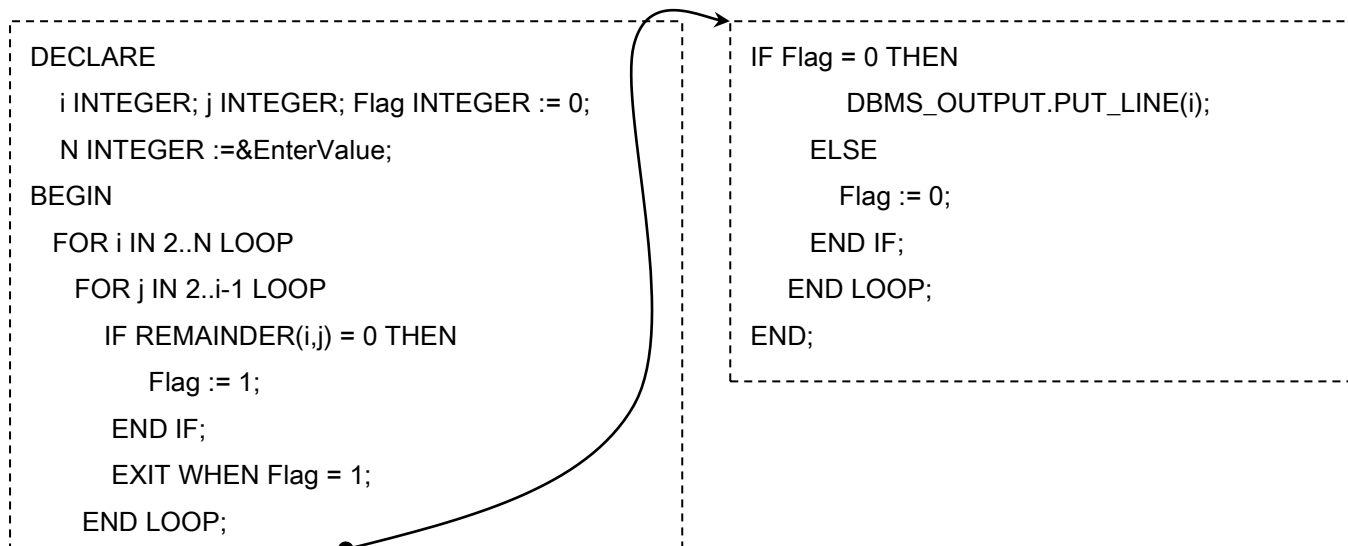 DECLARE
i INTEGER; j INTEGER; Flag INTEGER := 0;
N INTEGER :=&EnterValue;
BEGIN
FOR i IN 2..N LOOP
FOR j IN 2..i-1 LOOP
IF REMAINDER(i,j) = 0 THEN
Flag := 1;
END IF;
EXIT WHEN Flag = 1;
END LOOP;
IF Flag = 0 THEN
DBMS_OUTPUT.PUT_LINE(i);
ELSE
Flag := 0;
END IF;
END LOOP;
END;